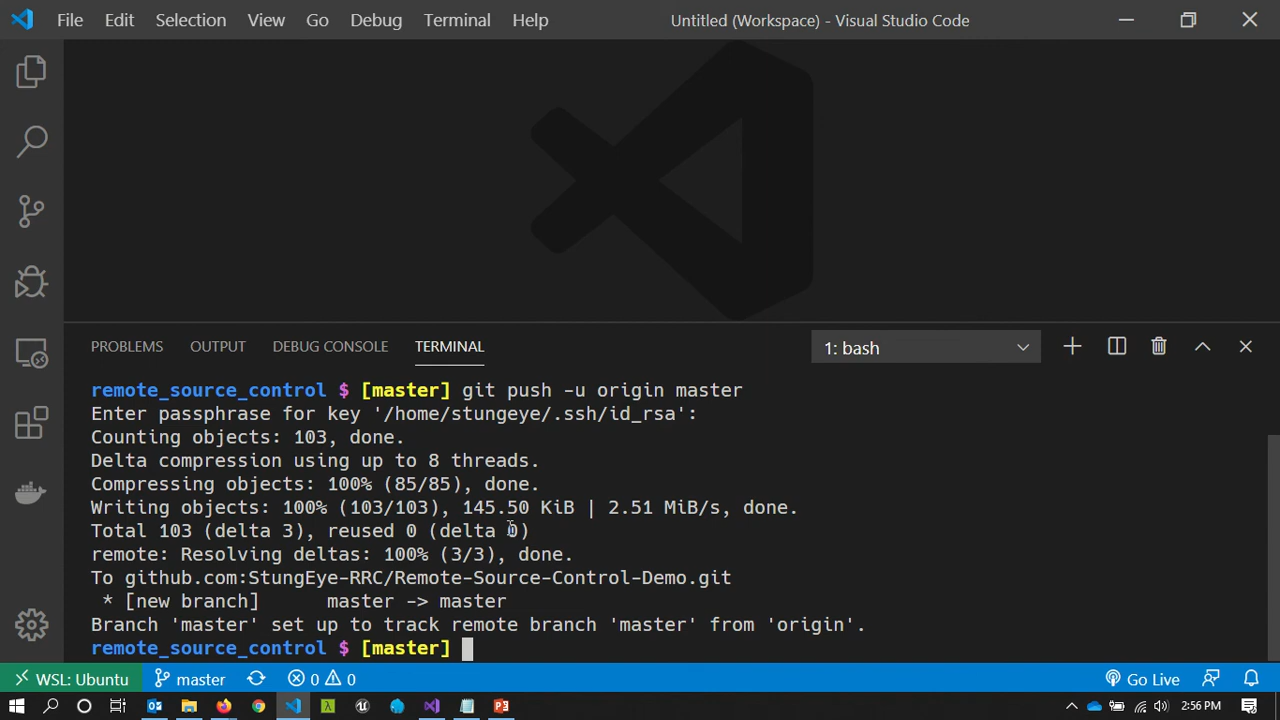 File Edit Selection View Go Debug Terminal Help Untitled (Workspace) - Visual Studio Code
PROBLEMS OUTPUT DEBUG CONSOLE TERMINAL 1: bash
remote_source_control $ [master] git push -u origin master
Enter passphrase for key '/home/stungeye/.ssh/id_rsa':
Counting objects: 103, done.
Delta compression using up to 8 threads.
Compressing objects: 100% (85/85), done.
Writing objects: 100% (103/103), 145.50 KiB | 2.51 MiB/s, done.
Total 103 (delta 3), reused 0 (delta 0)
remote: Resolving deltas: 100% (3/3), done.
To github.com:StungEye-RRC/Remote-Source-Control-Demo.git
* [new branch] master -> master
Branch 'master' set up to track remote branch 'master' from 'origin'.
remote_source_control $ [master]
WSL: Ubuntu master 0 0 Go Live
2:56 PM